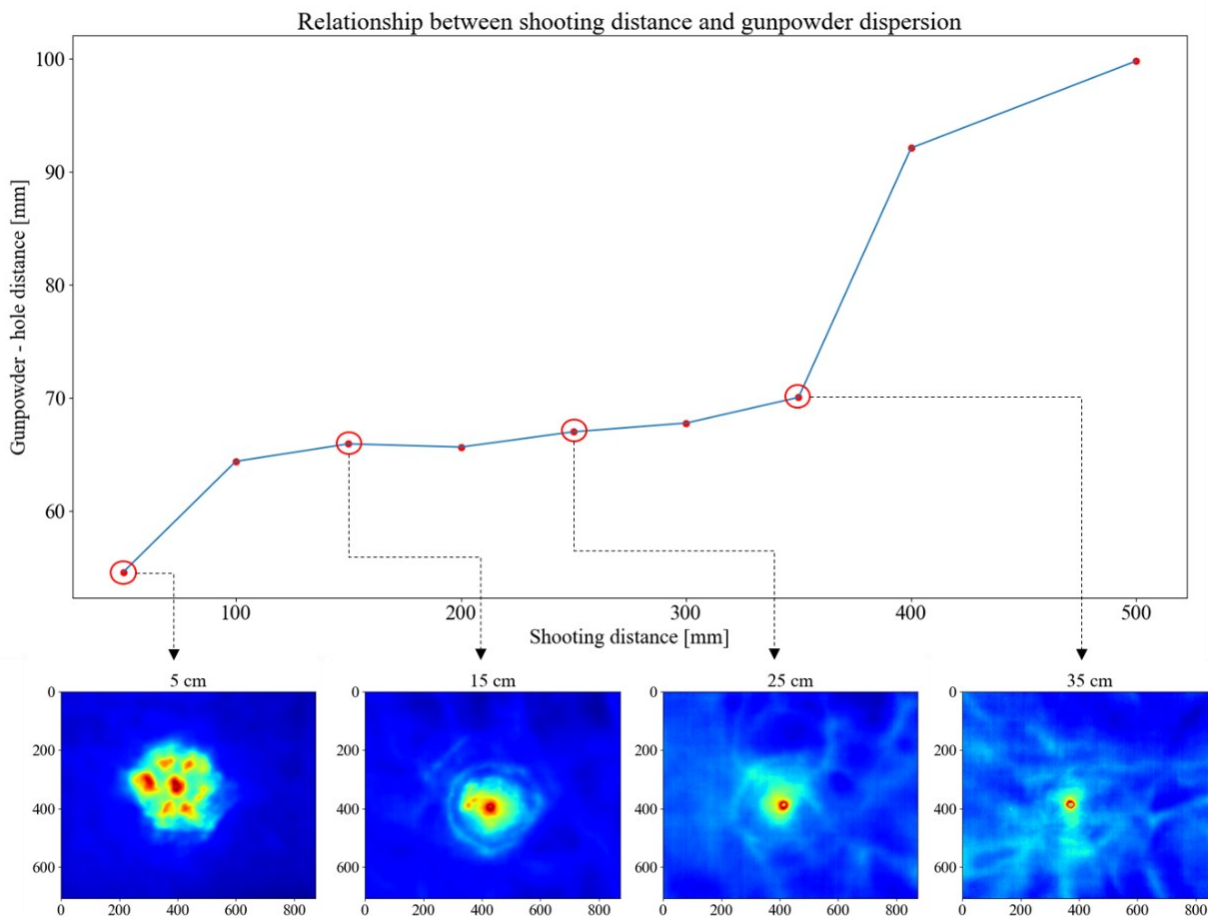 Relationship between shooting distance and gunpowder dispersion
Gunpowder - hole distance [mm]
100
90
80
70
60
100 200 300 400 500
Shooting distance [mm]
5 cm 15 cm 25 cm 35 cm
0 0 0 0
200 200 200 200
400 400 400 400
600 600 600 600
0 200 400 600 800 0 200 400 600 800 0 200 400 600 800 0 200 400 600 800